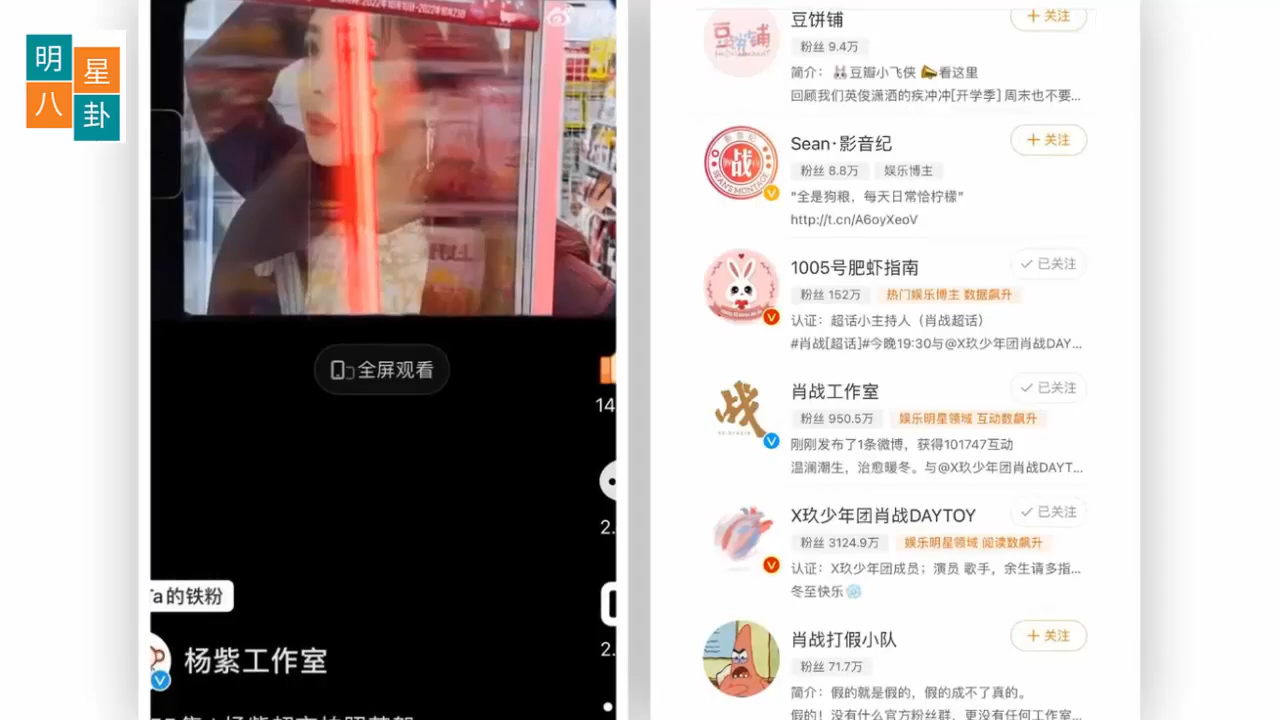 明星
八卦
全屏观看
14
2.
Ta的铁粉
2.
杨紫工作室
豆饼铺
+ 关注
粉丝 9.4万
简介：🐰豆瓣小飞侠 📣看这里
回顾我们英俊潇洒的疾冲冲[开学季] 周末也不要...
Sean·影音纪
+ 关注
粉丝 8.8万 娱乐博主
"全是狗粮，每天日常恰柠檬"
http://t.cn/A6oyXeoV
1005号肥虾指南
✓ 已关注
粉丝 152万 热门娱乐博主 数据飙升
认证：超话小主持人（肖战超话）
#肖战[超话]#今晚19:30与@X玖少年团肖战DAY...
肖战工作室
✓ 已关注
粉丝 950.5万 娱乐明星领域 互动数飙升
刚刚发布了1条微博，获得101747互动
温澜潮生，治愈暖冬。与@X玖少年团肖战DAYT...
X玖少年团肖战DAYTOY
✓ 已关注
粉丝 3124.9万 娱乐明星领域 阅读数飙升
认证：X玖少年团成员；演员 歌手，余生请多指...
冬至快乐
肖战打假小队
+ 关注
粉丝 71.7万
简介：假的就是假的，假的成不了真的。
假的！没有什么官方粉丝群，更没有任何工作室...